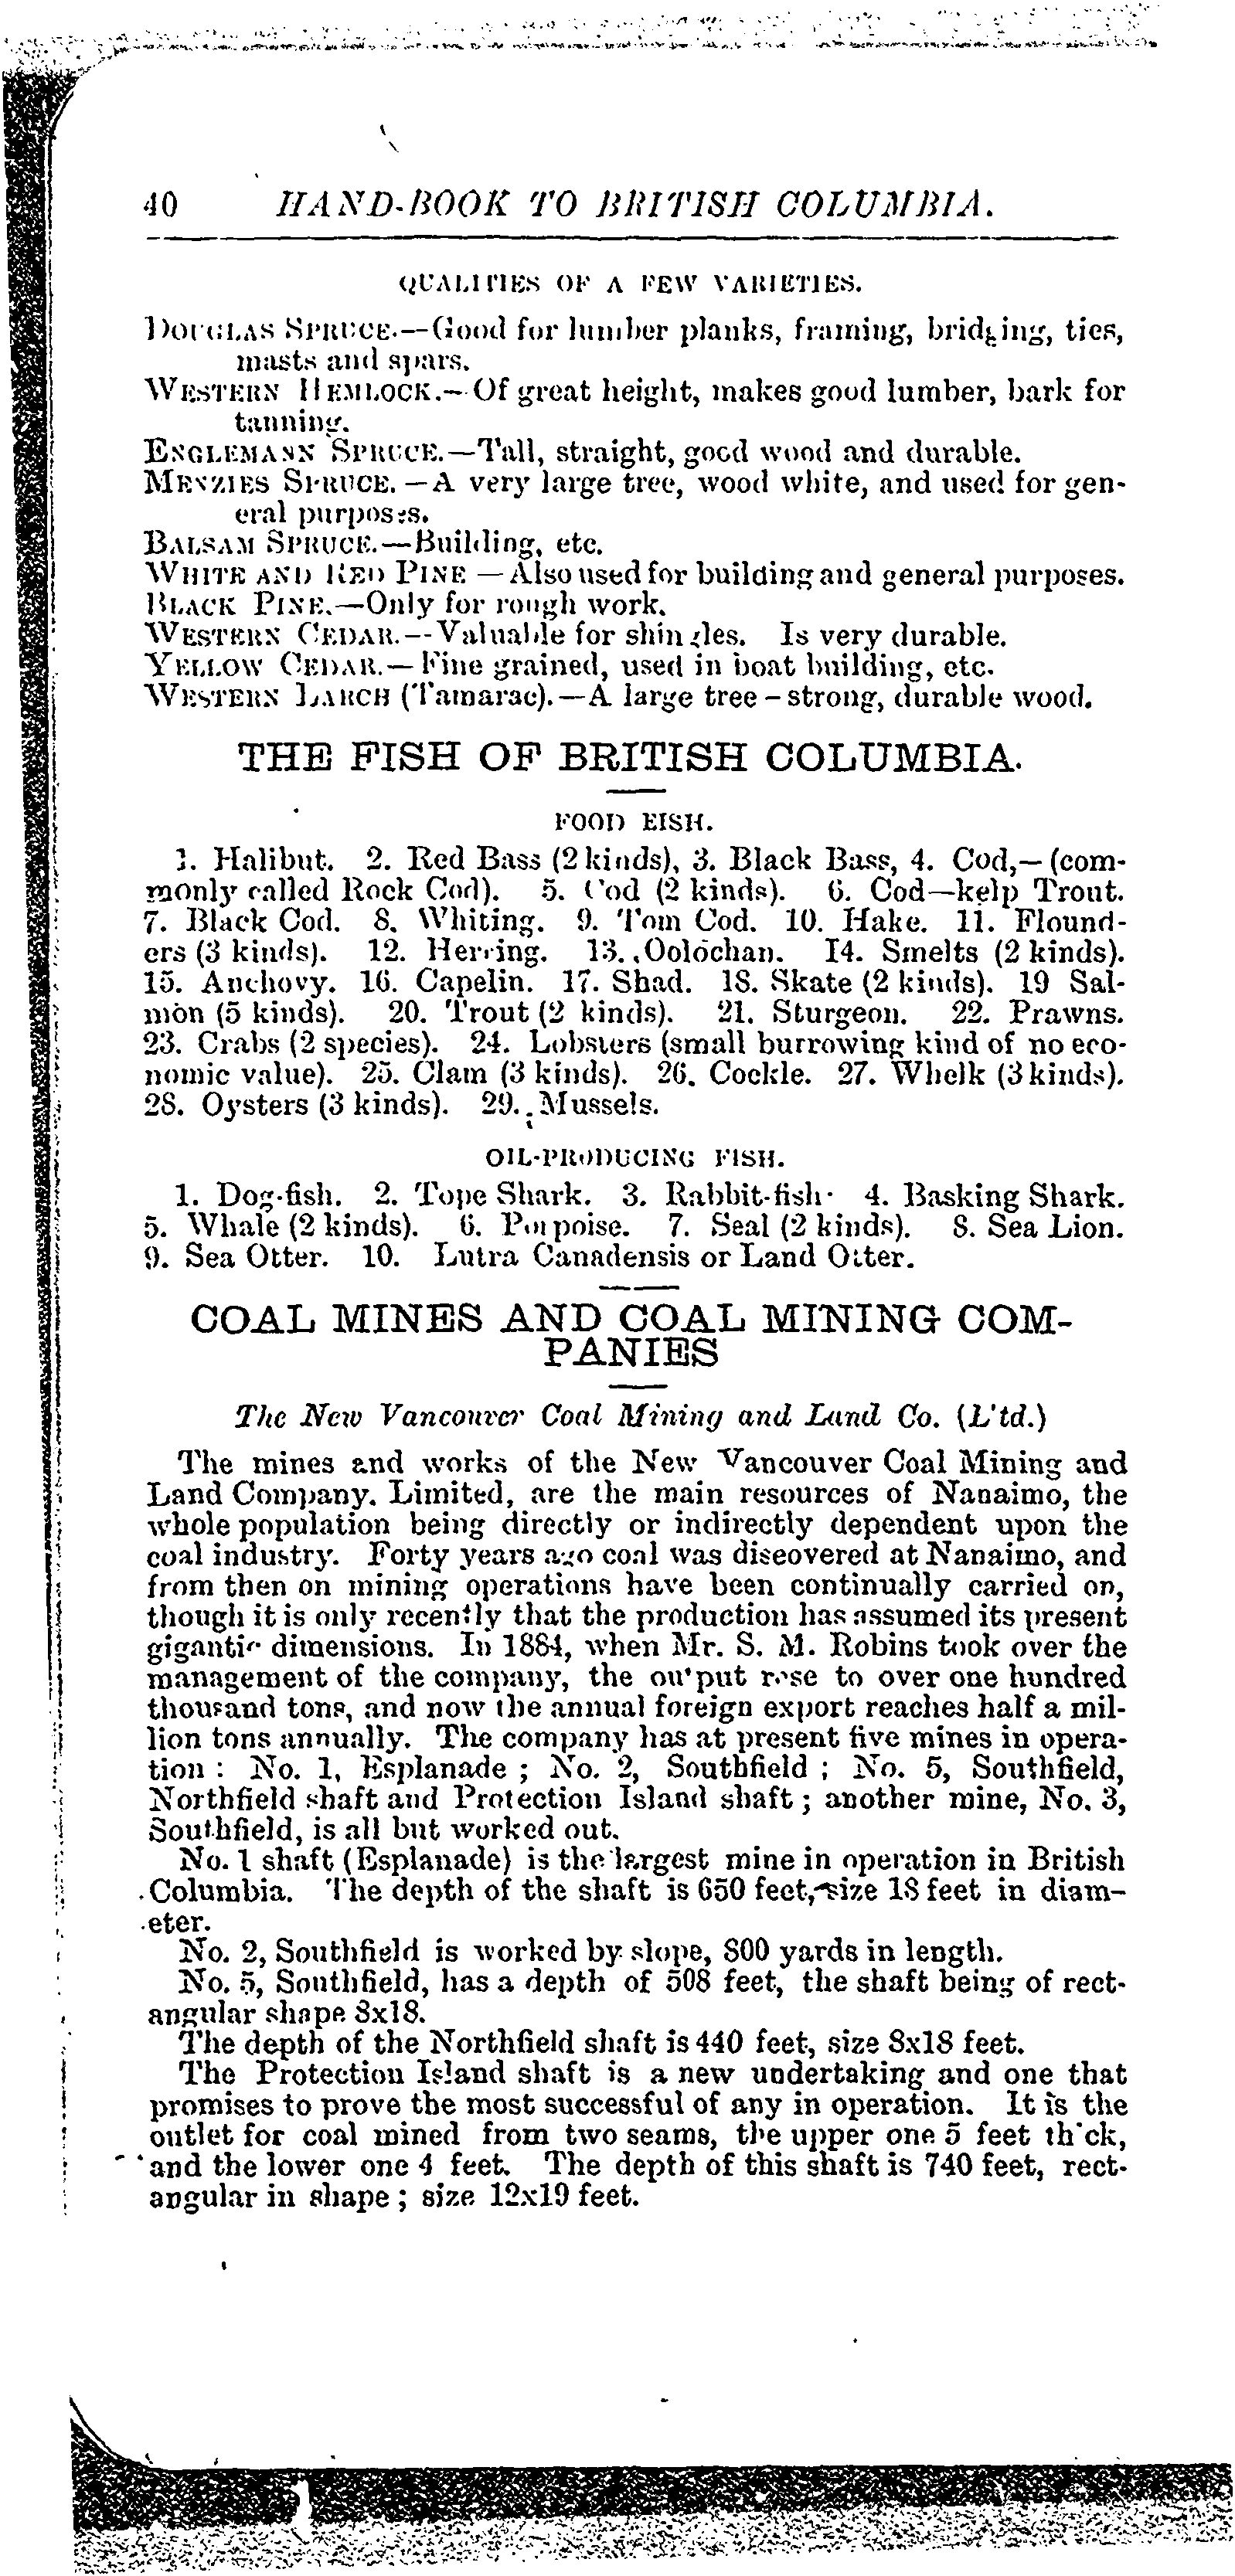 40 HAND-BOOK TO BRITISH COLUMBIA.
QUALITIES OF A FEW VARIETIES.
DOUGLAS SPRUCE.—Good for lumber planks, framing, bridging, ties,
masts and spars.
WESTERN HEMLOCK.—Of great height, makes good lumber, bark for
tanning.
ENGLEMANN SPRUCE.—Tall, straight, good wood and durable.
MENZIES SPRUCE.—A very large tree, wood white, and used for gen-
eral purposes.
BALSAM SPRUCE.—Building, etc.
WHITE AND RED PINE—Also used for building and general purposes.
BLACK PINE.—Only for rough work.
WESTERN CEDAR.—Valuable for shingles. Is very durable.
YELLOW CEDAR.—Fine grained, used in boat building, etc.
WESTERN LARCH (Tamarac).—A large tree – strong, durable wood.
THE FISH OF BRITISH COLUMBIA.
FOOD EISH.
1. Halibut. 2. Red Bass (2 kinds), 3. Black Bass, 4. Cod,—(com-
monly called Rock Cod). 5. Cod (2 kinds). 6. Cod—kelp Trout.
7. Black Cod. 8. Whiting. 9. Tom Cod. 10. Hake. 11. Flound-
ers (3 kinds). 12. Herring. 13. Oolochan. 14. Smelts (2 kinds).
15. Anchovy. 16. Capelin. 17. Shad. 18. Skate (2 kinds). 19 Sal-
mon (5 kinds). 20. Trout (2 kinds). 21. Sturgeon. 22. Prawns.
23. Crabs (2 species). 24. Lobsters (small burrowing kind of no eco-
nomic value). 25. Clam (3 kinds). 26. Cockle. 27. Whelk (3 kinds).
28. Oysters (3 kinds). 29. Mussels.
OIL-PRODUCING FISH.
1. Dog-fish. 2. Tope Shark. 3. Rabbit-fish. 4. Basking Shark.
5. Whale (2 kinds). 6. Porpoise. 7. Seal (2 kinds). 8. Sea Lion.
9. Sea Otter. 10. Lutra Canadensis or Land Otter.
COAL MINES AND COAL MINING COM-
PANIES
The New Vancouver Coal Mining and Land Co. (L'td.)
The mines and works of the New Vancouver Coal Mining and
Land Company. Limited, are the main resources of Nanaimo, the
whole population being directly or indirectly dependent upon the
coal industry. Forty years ago coal was discovered at Nanaimo, and
from then on mining operations have been continually carried on,
though it is only recently that the production has assumed its present
gigantic dimensions. In 1884, when Mr. S. M. Robins took over the
management of the company, the output rose to over one hundred
thousand tons, and now the annual foreign export reaches half a mil-
lion tons annually. The company has at present five mines in opera-
tion : No. 1, Esplanade ; No. 2, Southfield ; No. 5, Southfield,
Northfield shaft and Protection Island shaft ; another mine, No. 3,
Southfield, is all but worked out.
No. 1 shaft (Esplanade) is the largest mine in operation in British
Columbia. The depth of the shaft is 650 feet, size 18 feet in diam-
eter.
No. 2, Southfield is worked by slope, 800 yards in length.
No. 5, Southfield, has a depth of 508 feet, the shaft being of rect-
angular shape 8x18.
The depth of the Northfield shaft is 440 feet, size 8x18 feet.
The Protection Island shaft is a new undertaking and one that
promises to prove the most successful of any in operation. It is the
outlet for coal mined from two seams, the upper one 5 feet thick,
and the lower one 4 feet. The depth of this shaft is 740 feet, rect-
angular in shape ; size 12x19 feet.